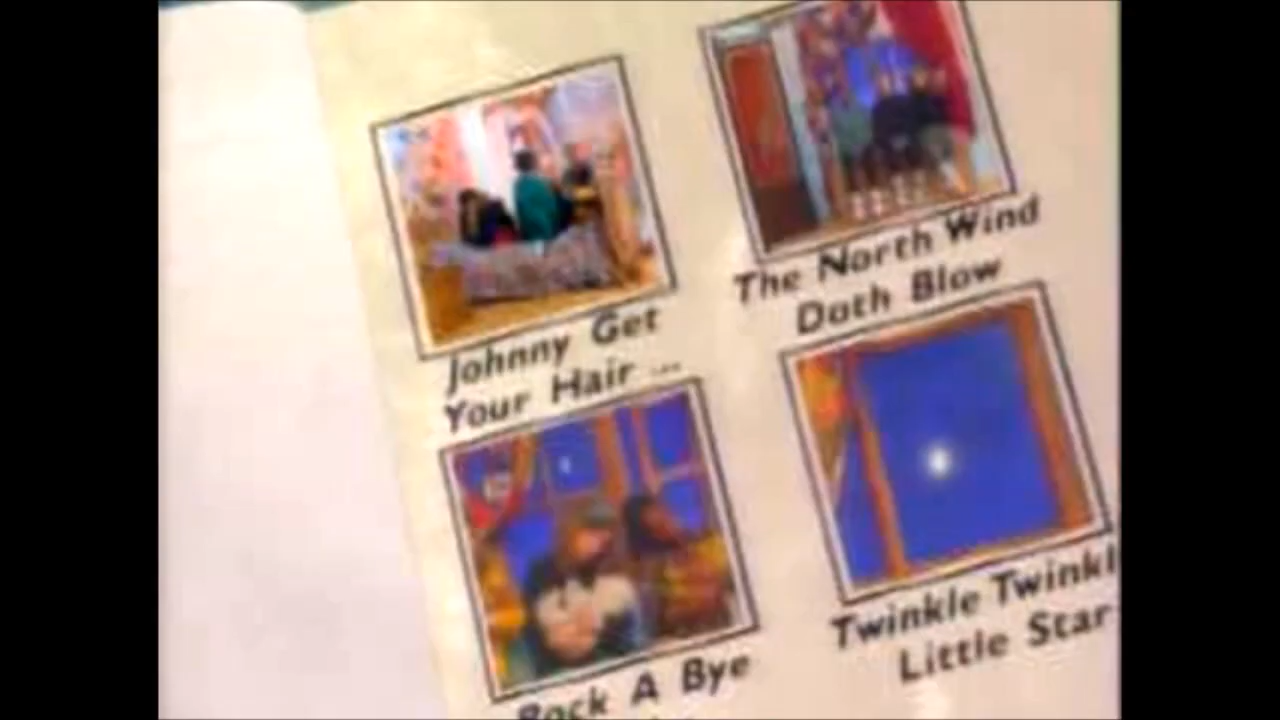 Johnny Get
Your Hair ...
The North Wind
Doth Blow
Rock A Bye
Twinkle Twinkl
Little Star